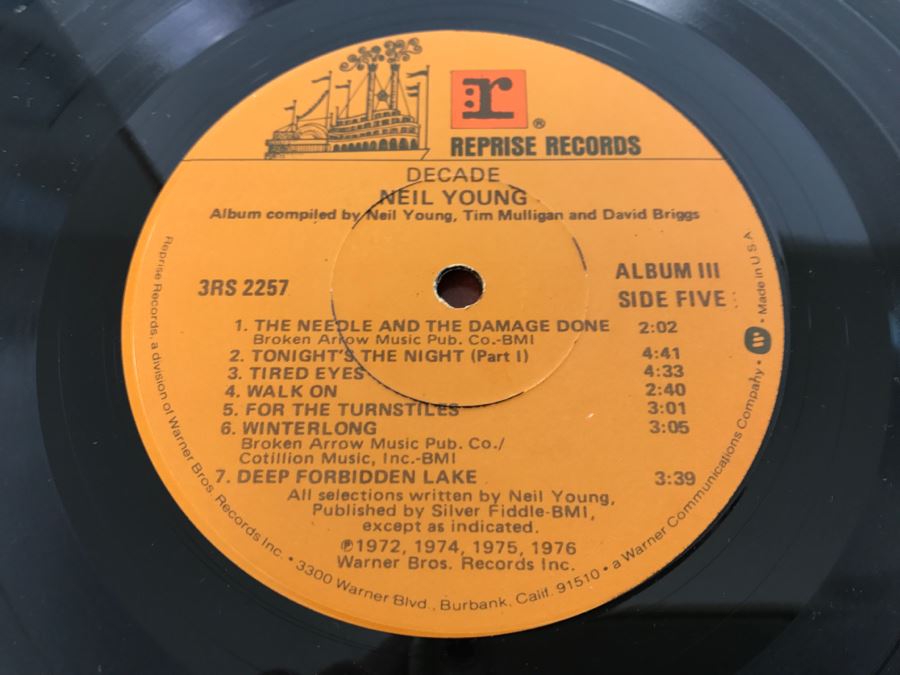 r
®
REPRISE RECORDS
DECADE
NEIL YOUNG
Album compiled by Neil Young, Tim Mulligan and David Briggs
3RS 2257
ALBUM III
SIDE FIVE
1. THE NEEDLE AND THE DAMAGE DONE 2:02
Broken Arrow Music Pub. Co.-BMI
2. TONIGHT'S THE NIGHT (Part I) 4:41
3. TIRED EYES 4:33
4. WALK ON 2:40
5. FOR THE TURNSTILES 3:01
6. WINTERLONG 3:05
Broken Arrow Music Pub. Co./
Cotillion Music, Inc.-BMI
7. DEEP FORBIDDEN LAKE 3:39
All selections written by Neil Young,
Published by Silver Fiddle-BMI,
except as indicated.
℗1972, 1974, 1975, 1976
Warner Bros. Records Inc.
Reprise Records, a division of Warner Bros. Records Inc. • 3300 Warner Blvd., Burbank, Calif. 91510 • a Warner Communications Company • Made in U.S.A.